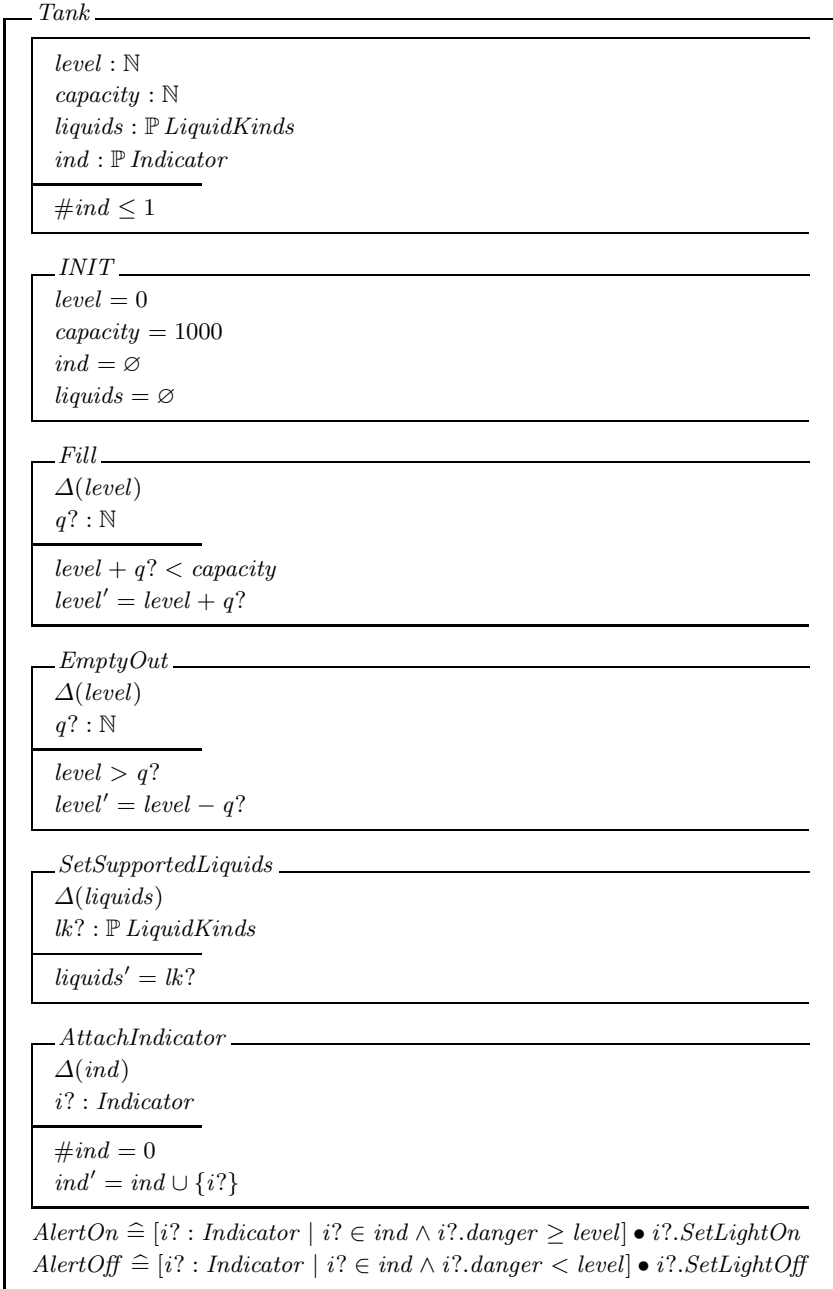 Tank
level : ℕ
capacity : ℕ
liquids : ℙ LiquidKinds
ind : ℙ Indicator
#ind ≤ 1
INIT
level = 0
capacity = 1000
ind = ∅
liquids = ∅
Fill
Δ(level)
q? : ℕ
level + q? < capacity
level′ = level + q?
EmptyOut
Δ(level)
q? : ℕ
level > q?
level′ = level − q?
SetSupportedLiquids
Δ(liquids)
lk? : ℙ LiquidKinds
liquids′ = lk?
AttachIndicator
Δ(ind)
i? : Indicator
#ind = 0
ind′ = ind ∪ {i?}
AlertOn ≙ [i? : Indicator | i? ∈ ind ∧ i?.danger ≥ level] • i?.SetLightOn
AlertOff ≙ [i? : Indicator | i? ∈ ind ∧ i?.danger < level] • i?.SetLightOff